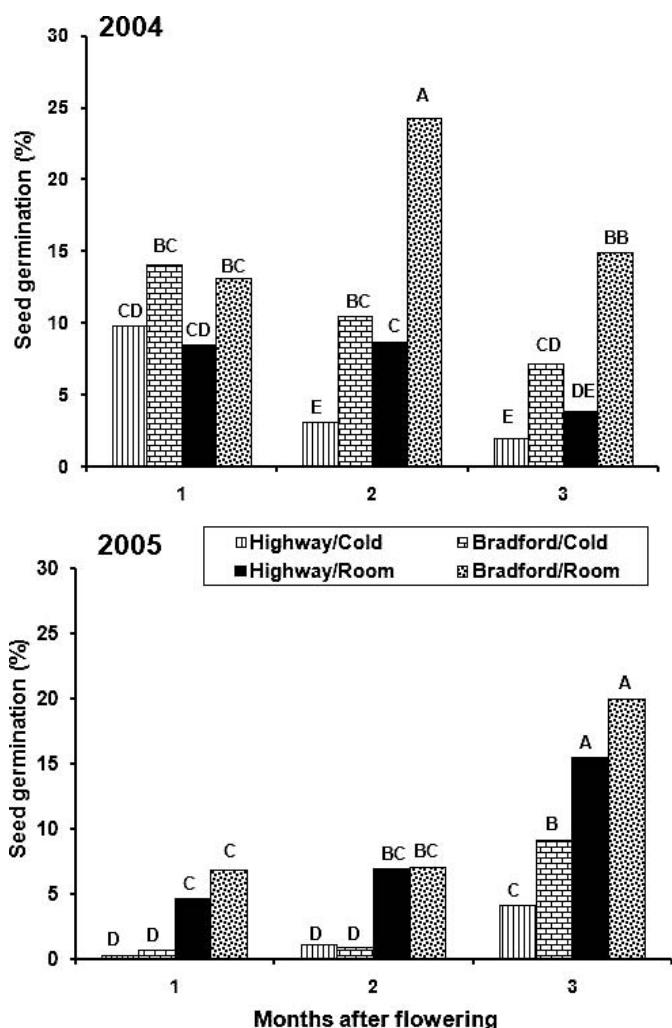 2004
30
25
20
15
10
5
0
Seed germination (%)
CD BC CD BC
E BC C A
E CD DE BB
1 2 3
2005
Highway/Cold Bradford/Cold
Highway/Room Bradford/Room
30
25
20
15
10
5
0
Seed germination (%)
D D C C
D D BC BC
C B A A
1 2 3
Months after flowering